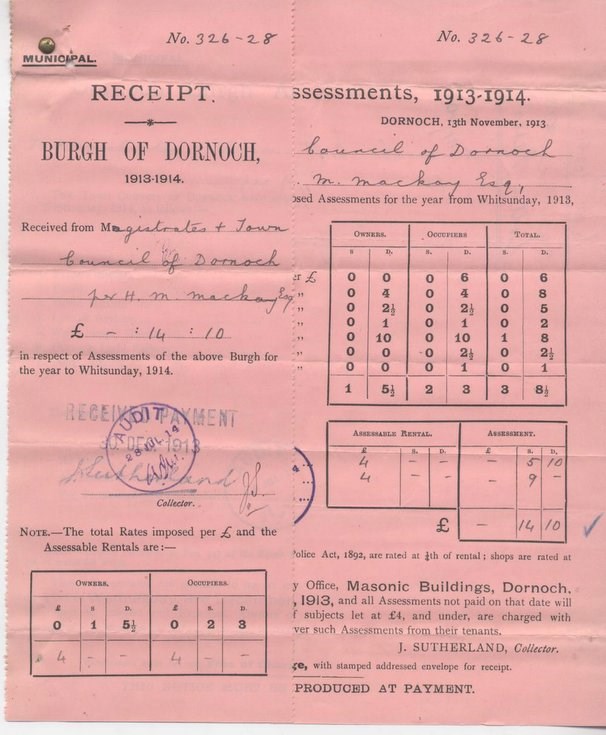 No. 326-28
MUNICIPAL.
RECEIPT.
BURGH OF DORNOCH,
1913-1914.
Received from Magistrates + Town
Council of Dornoch
per H. M. Mackay Esq
£ - : 14 : 10
in respect of Assessments of the above Burgh for
the year to Whitsunday, 1914.
RECEIVED PAYMENT
30 DEC 1913
AUDIT
J. Sutherland
J.S.
Collector.
NOTE.—The total Rates imposed per £ and the
Assessable Rentals are:—
OWNERS. OCCUPIERS.
£ S D. £ S. D.
0 1 5½ 0 2 3
4 - - 4 - -
No. 326-28
ssessments, 1913-1914.
DORNOCH, 13th November, 1913
Council of Dornoch
M. Mackay Esq,
osed Assessments for the year from Whitsunday, 1913,
OWNERS. OCCUPIERS TOTAL.
S D. S. D. S. D.
er £ 0 0 0 6 0 6
" 0 4 0 4 0 8
" 0 2½ 0 2½ 0 5
" 0 1 0 1 0 2
" 0 10 0 10 1 8
" 0 0 0 2½ 0 2½
" 0 0 0 1 0 1
1 5½ 2 3 3 8½
ASSESSABLE RENTAL. ASSESSMENT.
£ S. D. £ S. D.
4 - - - 5 10
4 - - - 9 -
£ - 14 10
olice Act, 1892, are rated at ¼th of rental; shops are rated at
y Office, Masonic Buildings, Dornoch.
, 1913, and all Assessments not paid on that date will
f subjects let at £4, and under, are charged with
ver such Assessments from their tenants.
J. SUTHERLAND, Collector.
ge, with stamped addressed envelope for receipt.
PRODUCED AT PAYMENT.